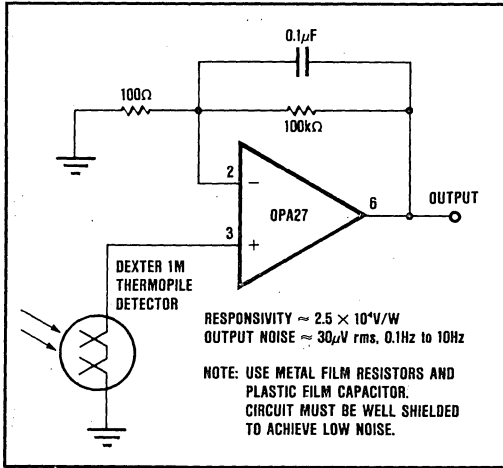 0.1µF
100Ω
100kΩ
2
−
OPA27
6
OUTPUT
3
+
DEXTER 1M
THERMOPILE
DETECTOR
RESPONSIVITY ≈ 2.5 × 10⁴V/W
OUTPUT NOISE ≈ 30µV rms, 0.1Hz to 10Hz
NOTE: USE METAL FILM RESISTORS AND
PLASTIC FILM CAPACITOR.
CIRCUIT MUST BE WELL SHIELDED
TO ACHIEVE LOW NOISE.